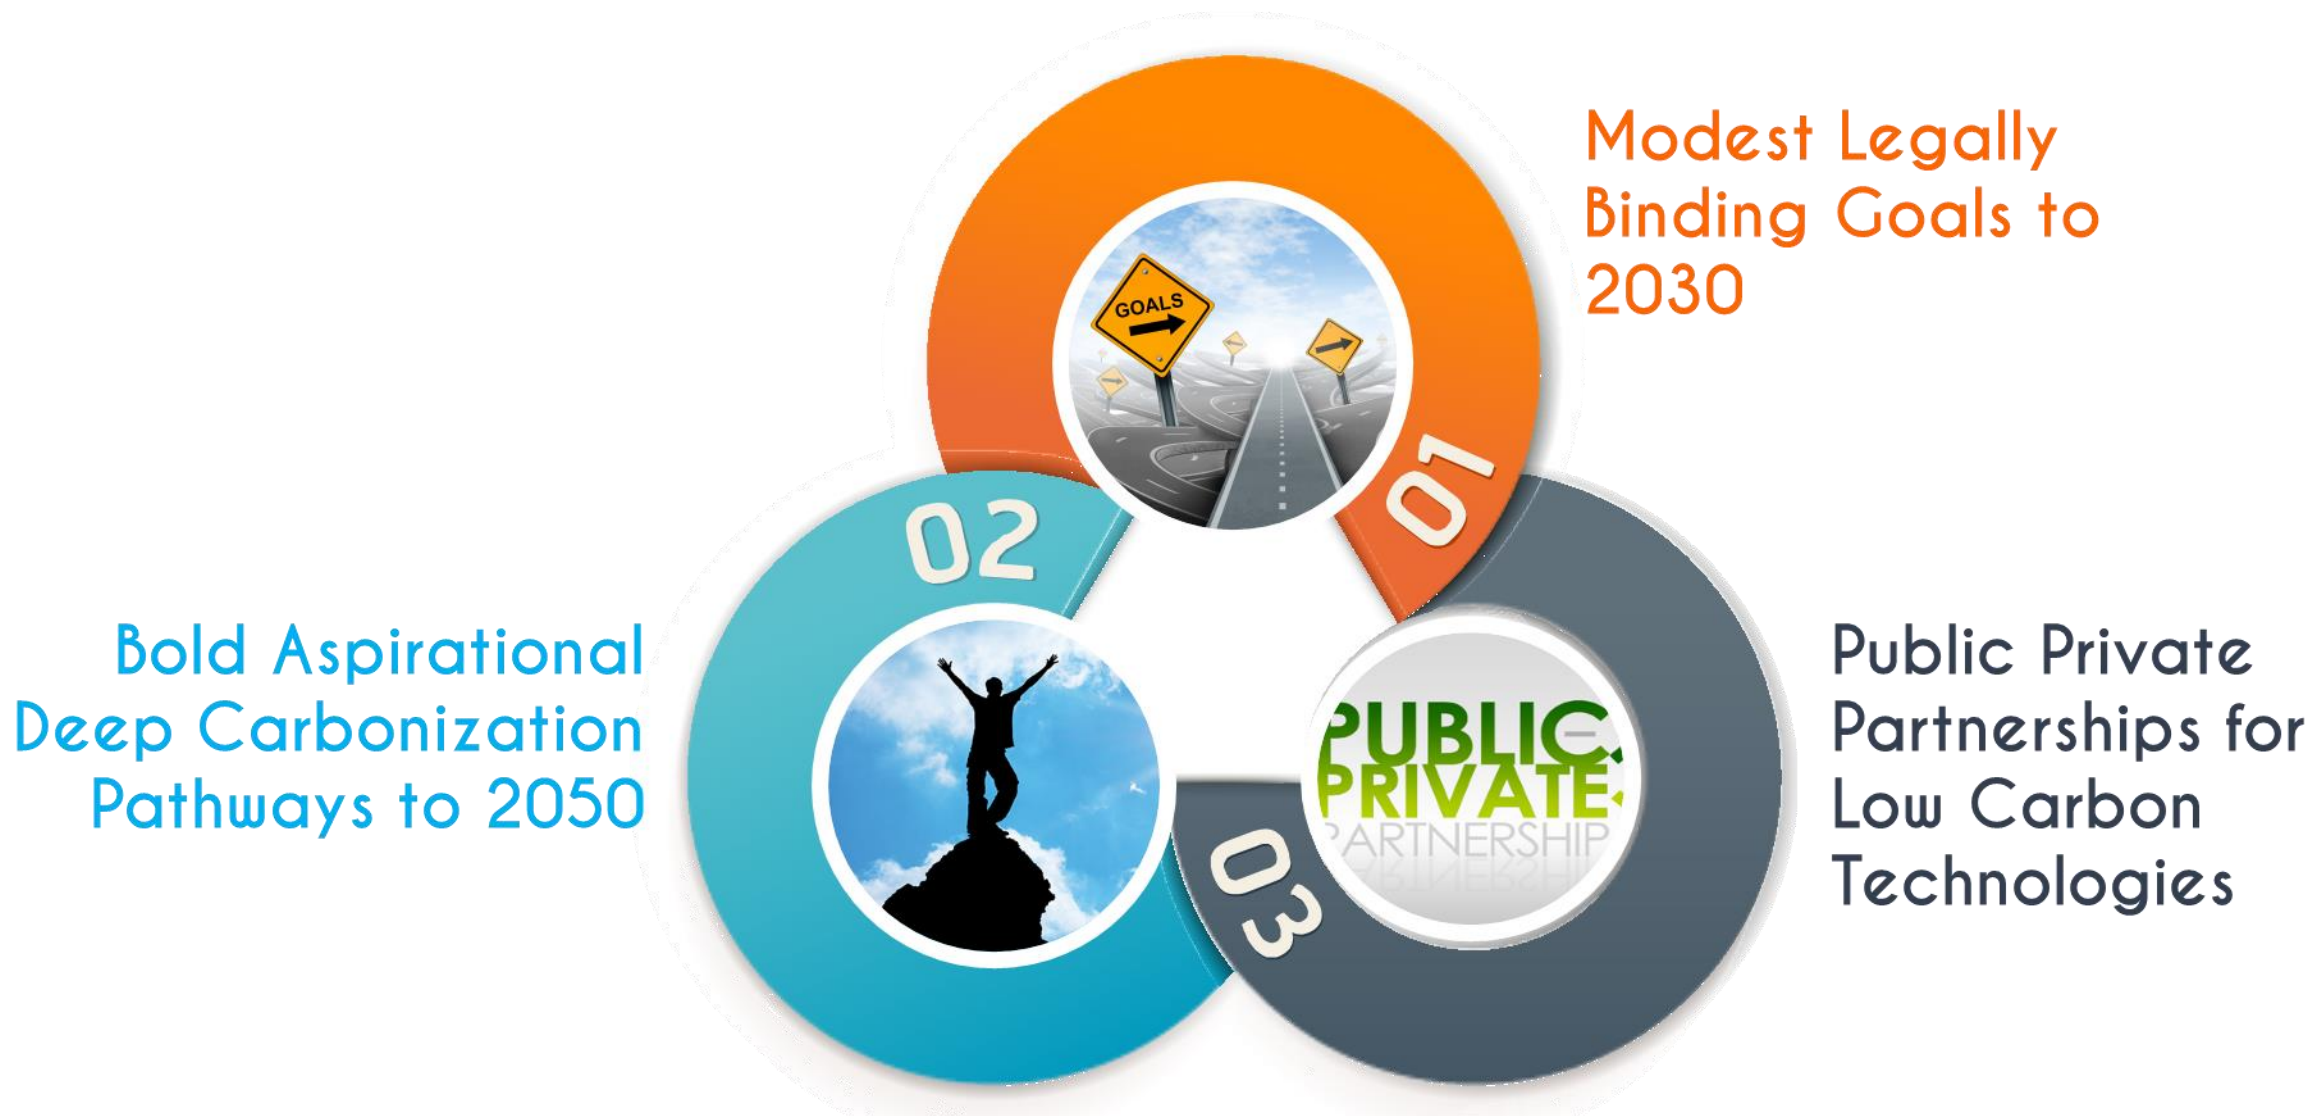 Modest Legally
Binding Goals to
2030
GOALS
01
02
Bold Aspirational
Deep Carbonization
Pathways to 2050
Public Private
Partnerships for
Low Carbon
Technologies
PUBLIC-
PRIVATE
PARTNERSHIP
03